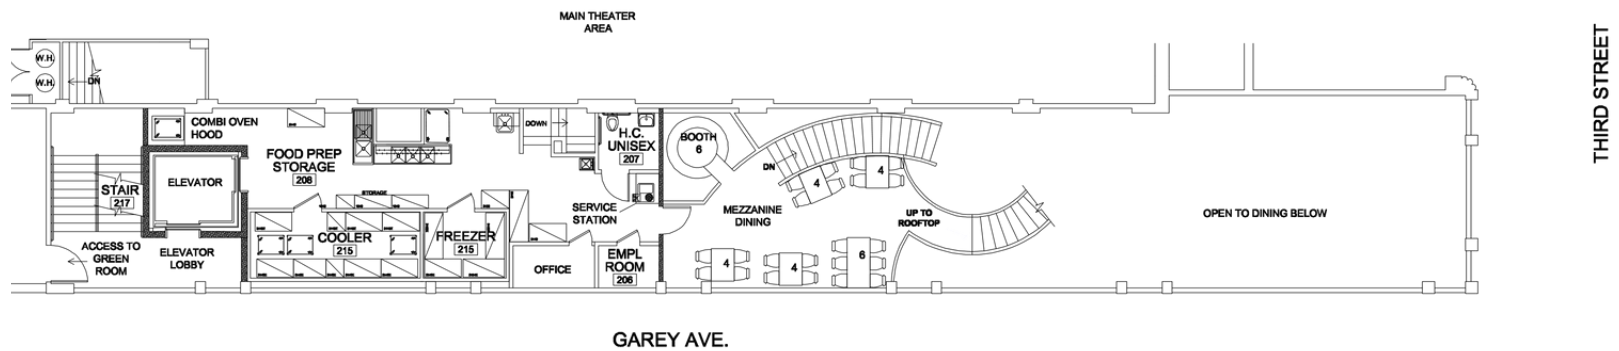 MAIN THEATER
AREA
THIRD STREET
W.H.
W.H.
DN
COMBI OVEN
HOOD
DOWN
H.C.
UNISEX
207
BOOTH
6
FOOD PREP
STORAGE
208
ELEVATOR
STAIR
217
DN
4
4
STORAGE
SERVICE
STATION
MEZZANINE
DINING
UP TO
ROOFTOP
OPEN TO DINING BELOW
COOLER
215
FREEZER
215
ACCESS TO
GREEN
ROOM
ELEVATOR
LOBBY
OFFICE
EMPL
ROOM
206
4
4
6
GAREY AVE.